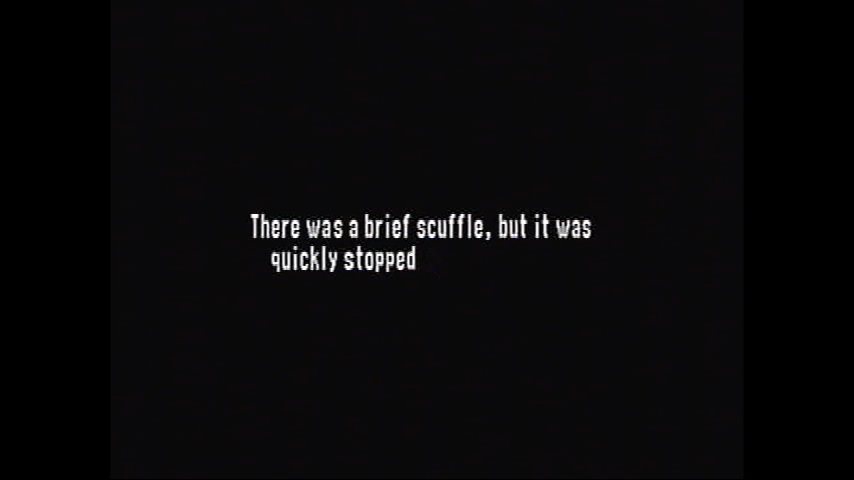 There was a brief scuffle, but it was
quickly stopped